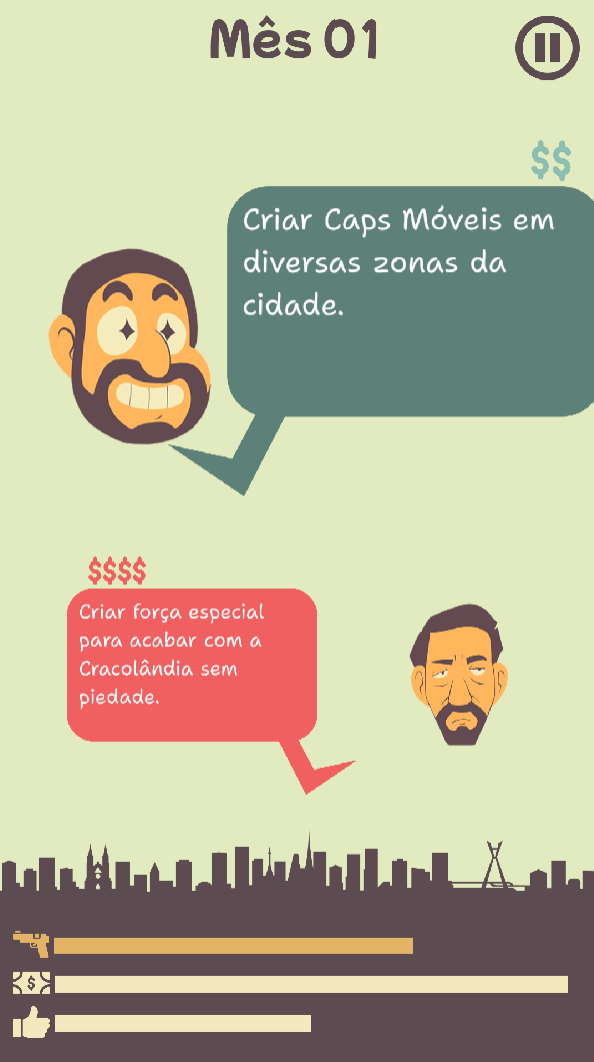 Mês 01
$$
Criar Caps Móveis em
diversas zonas da
cidade.
$$$$
Criar força especial
para acabar com a
Cracolândia sem
piedade.
$